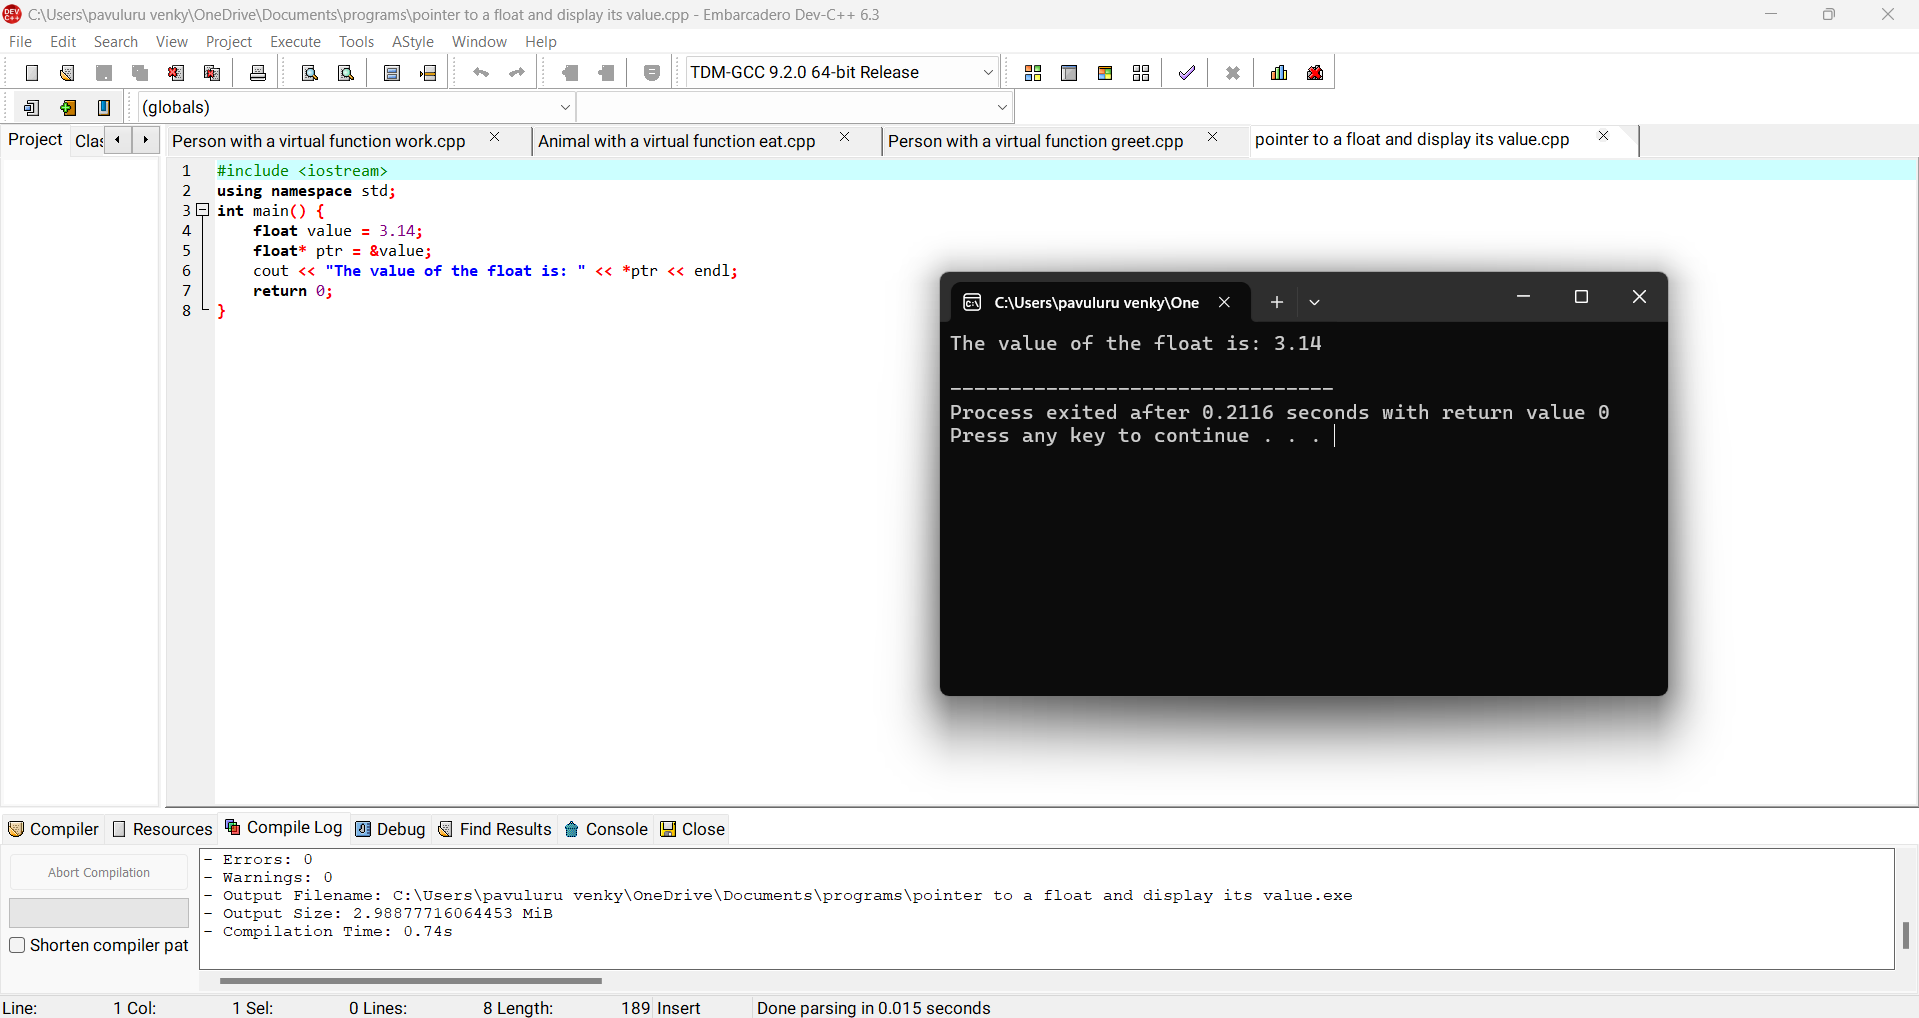 C:\Users\pavuluru venky\OneDrive\Documents\programs\pointer to a float and display its value.cpp - Embarcadero Dev-C++ 6.3
File Edit Search View Project Execute Tools AStyle Window Help
TDM-GCC 9.2.0 64-bit Release
(globals)
Project Person with a virtual function work.cpp Animal with a virtual function eat.cpp Person with a virtual function greet.cpp pointer to a float and display its value.cpp
1 #include <iostream>
2 using namespace std;
3 int main() {
4 float value = 3.14;
5 float* ptr = &value;
6 cout << "The value of the float is: " << *ptr << endl;
7 return 0;
8 }
C:\Users\pavuluru venky\One
The value of the float is: 3.14
--------------------------------
Process exited after 0.2116 seconds with return value 0
Press any key to continue . . .
Compiler Resources Compile Log Debug Find Results Console Close
Abort Compilation
Shorten compiler pat
- Errors: 0
- Warnings: 0
- Output Filename: C:\Users\pavuluru venky\OneDrive\Documents\programs\pointer to a float and display its value.exe
- Output Size: 2.98877716064453 MiB
- Compilation Time: 0.74s
Line: 1 Col: 1 Sel: 0 Lines: 8 Length: 189 Insert Done parsing in 0.015 seconds